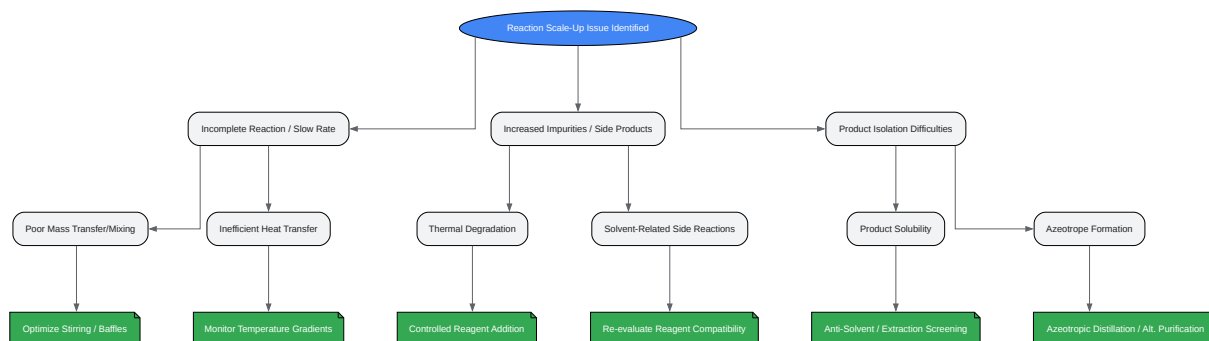 Reaction Scale-Up Issue Identified
Incomplete Reaction / Slow Rate
Increased Impurities / Side Products
Product Isolation Difficulties
Poor Mass Transfer/Mixing
Inefficient Heat Transfer
Thermal Degradation
Solvent-Related Side Reactions
Product Solubility
Azeotrope Formation
Optimize Stirring / Baffles
Monitor Temperature Gradients
Controlled Reagent Addition
Re-evaluate Reagent Compatibility
Anti-Solvent / Extraction Screening
Azeotropic Distillation / Alt. Purification